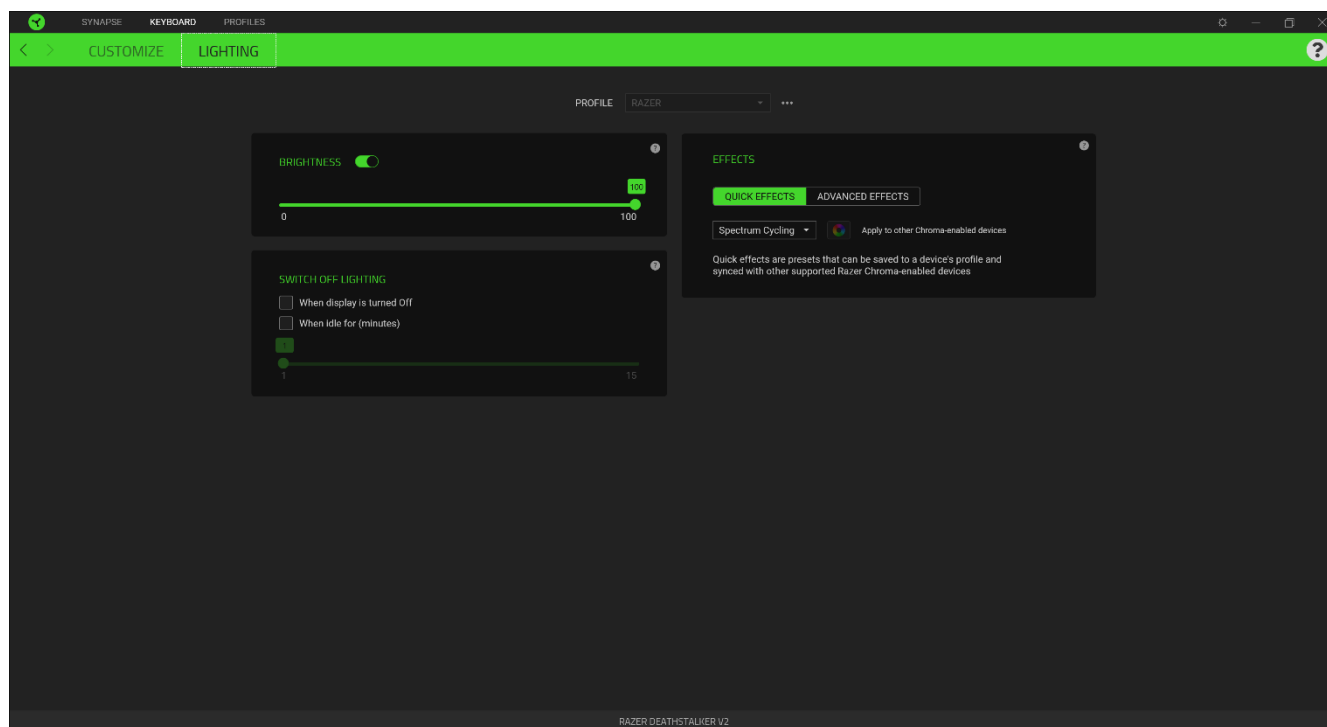 SYNAPSE KEYBOARD PROFILES
CUSTOMIZE LIGHTING ?
PROFILE RAZER
BRIGHTNESS
100
0 100
SWITCH OFF LIGHTING
When display is turned Off
When idle for (minutes)
1
1 15
EFFECTS
QUICK EFFECTS ADVANCED EFFECTS
Spectrum Cycling Apply to other Chroma-enabled devices
Quick effects are presets that can be saved to a device's profile and
synced with other supported Razer Chroma-enabled devices
RAZER DEATHSTALKER V2